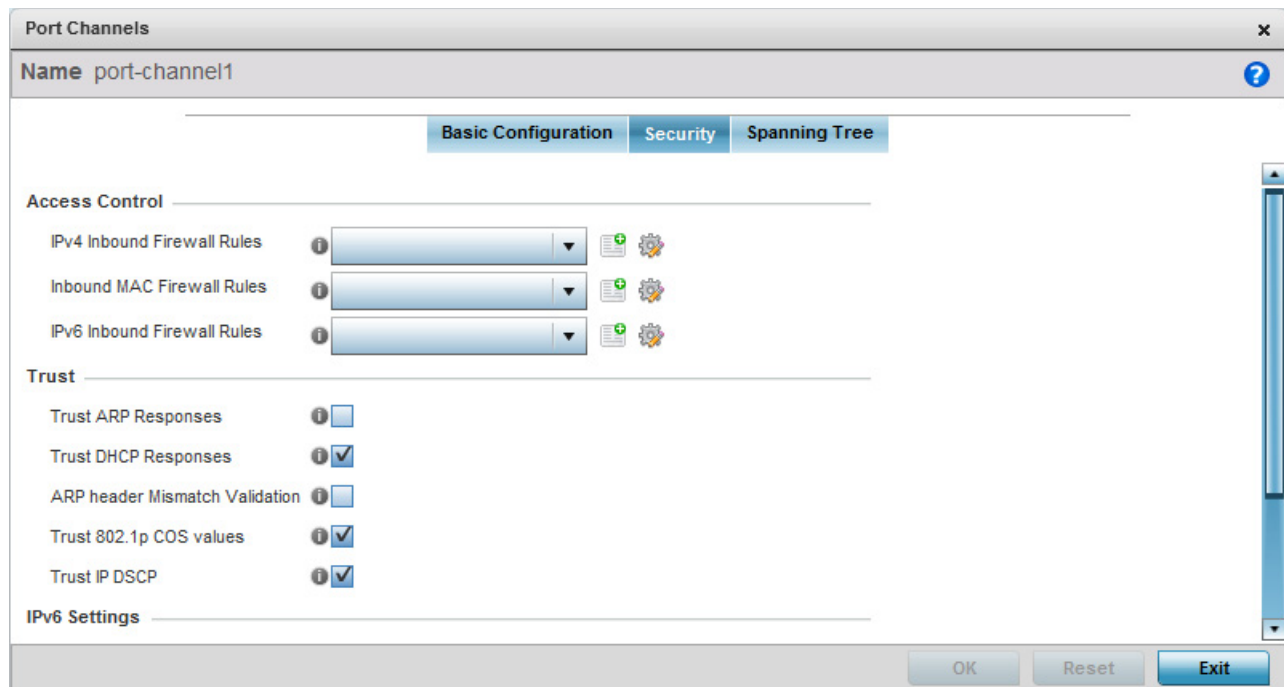 Port Channels
Name port-channel1
Basic Configuration Security Spanning Tree
Access Control
IPv4 Inbound Firewall Rules
Inbound MAC Firewall Rules
IPv6 Inbound Firewall Rules
Trust
Trust ARP Responses
Trust DHCP Responses
ARP header Mismatch Validation
Trust 802.1p COS values
Trust IP DSCP
IPv6 Settings
OK Reset Exit